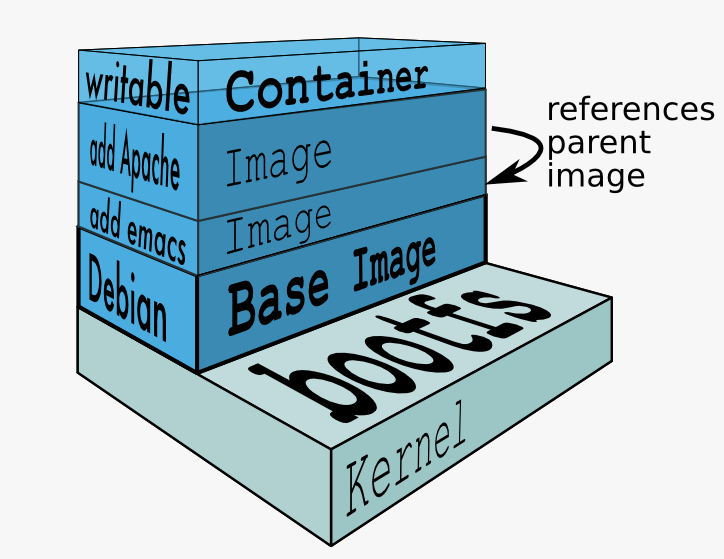 writable Container
add Apache Image
add emacs Image
Debian Base Image
bootfs
Kernel
references
parent
image